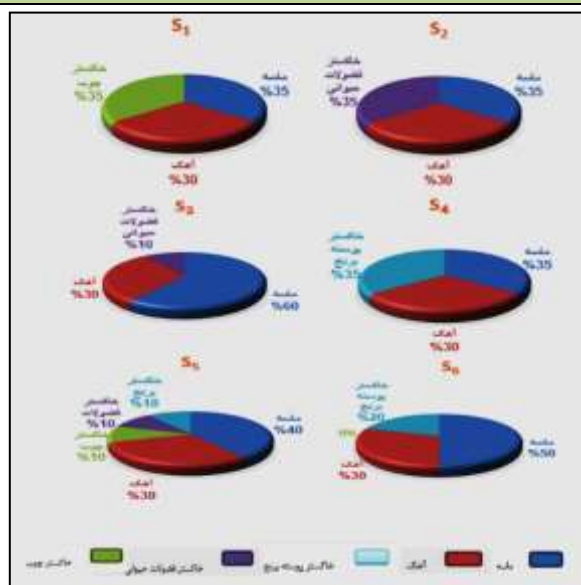 S1
خاکستر
چوب
%35
ماسه
%35
آهک
%30
S2
خاکستر
فضولات
حیوانی
%35
ماسه
%35
آهک
%30
S3
خاکستر
فضولات
حیوانی
%10
آهک
%30
ماسه
%60
S4
خاکستر
پوسته
برنج
%35
ماسه
%35
آهک
%30
S5
خاکستر
برنج
%10
خاکستر
فضولات
%10
خاکستر
چوب
%10
ماسه
%40
آهک
%30
S6
خاکستر
پوسته
برنج
%20
آهک
%30
ماسه
%50
ماسه
آهک
خاکستر پوسته برنج
خاکستر فضولات حیوانی
خاکستر چوب